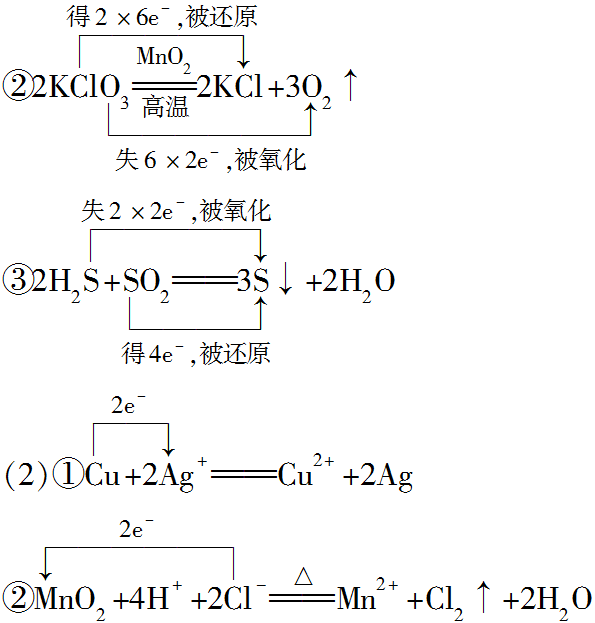 得2×6e⁻,被还原
MnO₂
②2KClO₃═══2KCl+3O₂↑
高温
失6×2e⁻,被氧化
失2×2e⁻,被氧化
③2H₂S+SO₂═══3S↓+2H₂O
得4e⁻,被还原
2e⁻
(2)①Cu+2Ag⁺═══Cu²⁺+2Ag
2e⁻
△
②MnO₂+4H⁺+2Cl⁻═══Mn²⁺+Cl₂↑+2H₂O